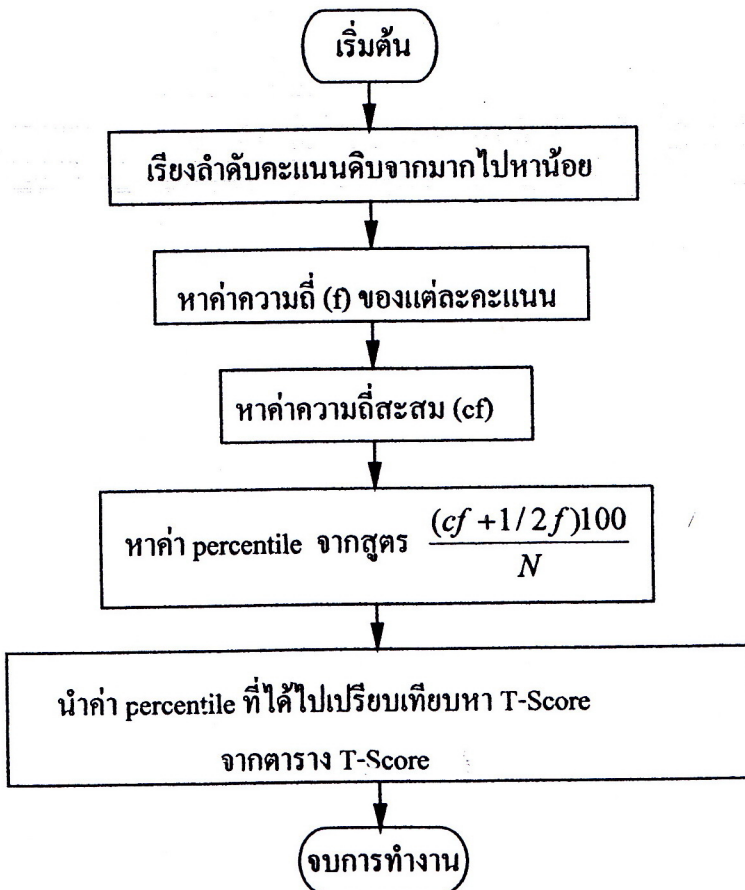 เริ่มต้น
เรียงลำดับคะแนนดิบจากมากไปหาน้อย
หาค่าความถี่ (f) ของแต่ละคะแนน
หาค่าความถี่สะสม (cf)
หาค่า percentile จากสูตร (cf +1/2 f)100
N
นำค่า percentile ที่ได้ไปเปรียบเทียบหา T-Score
จากตาราง T-Score
จบการทำงาน